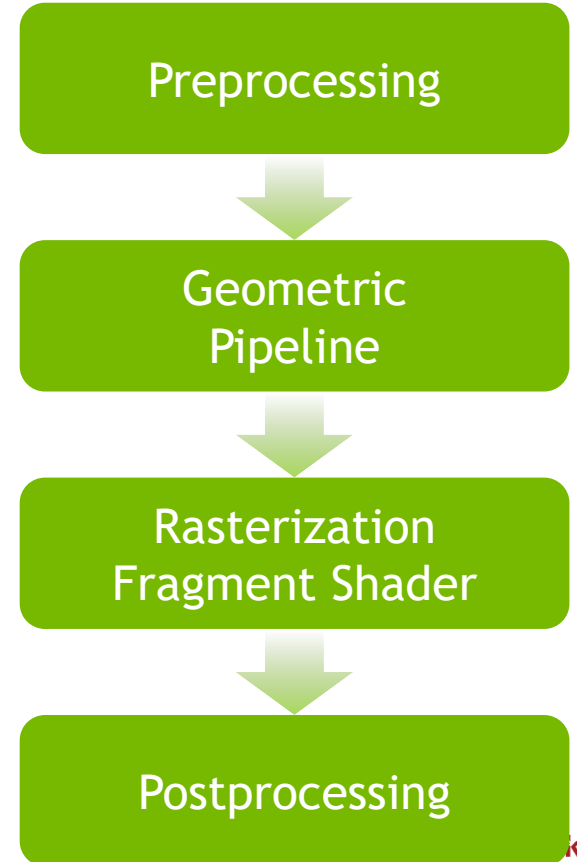 Preprocessing
Geometric
Pipeline
Rasterization
Fragment Shader
Postprocessing